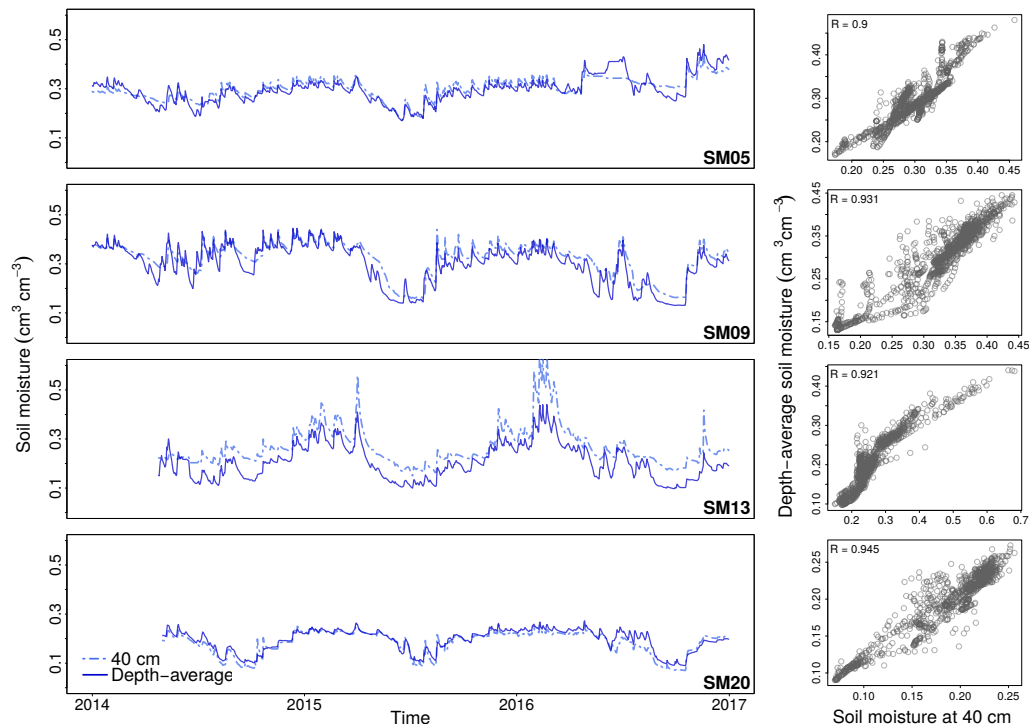 Soil moisture (cm³ cm⁻³)
0.1 0.3 0.5
SM05
0.1 0.3 0.5
SM09
0.1 0.3 0.5
SM13
0.1 0.3 0.5
40 cm
Depth−average
SM20
2014 2015 2016 2017
Time
Depth−average soil moisture (cm³ cm⁻³)
R = 0.9
0.20 0.30 0.40
0.20 0.25 0.30 0.35 0.40 0.45
R = 0.931
0.15 0.25 0.35 0.45
0.15 0.20 0.25 0.30 0.35 0.40 0.45
R = 0.921
0.10 0.20 0.30 0.40
0.2 0.3 0.4 0.5 0.6 0.7
R = 0.945
0.10 0.15 0.20 0.25
0.10 0.15 0.20 0.25
Soil moisture at 40 cm